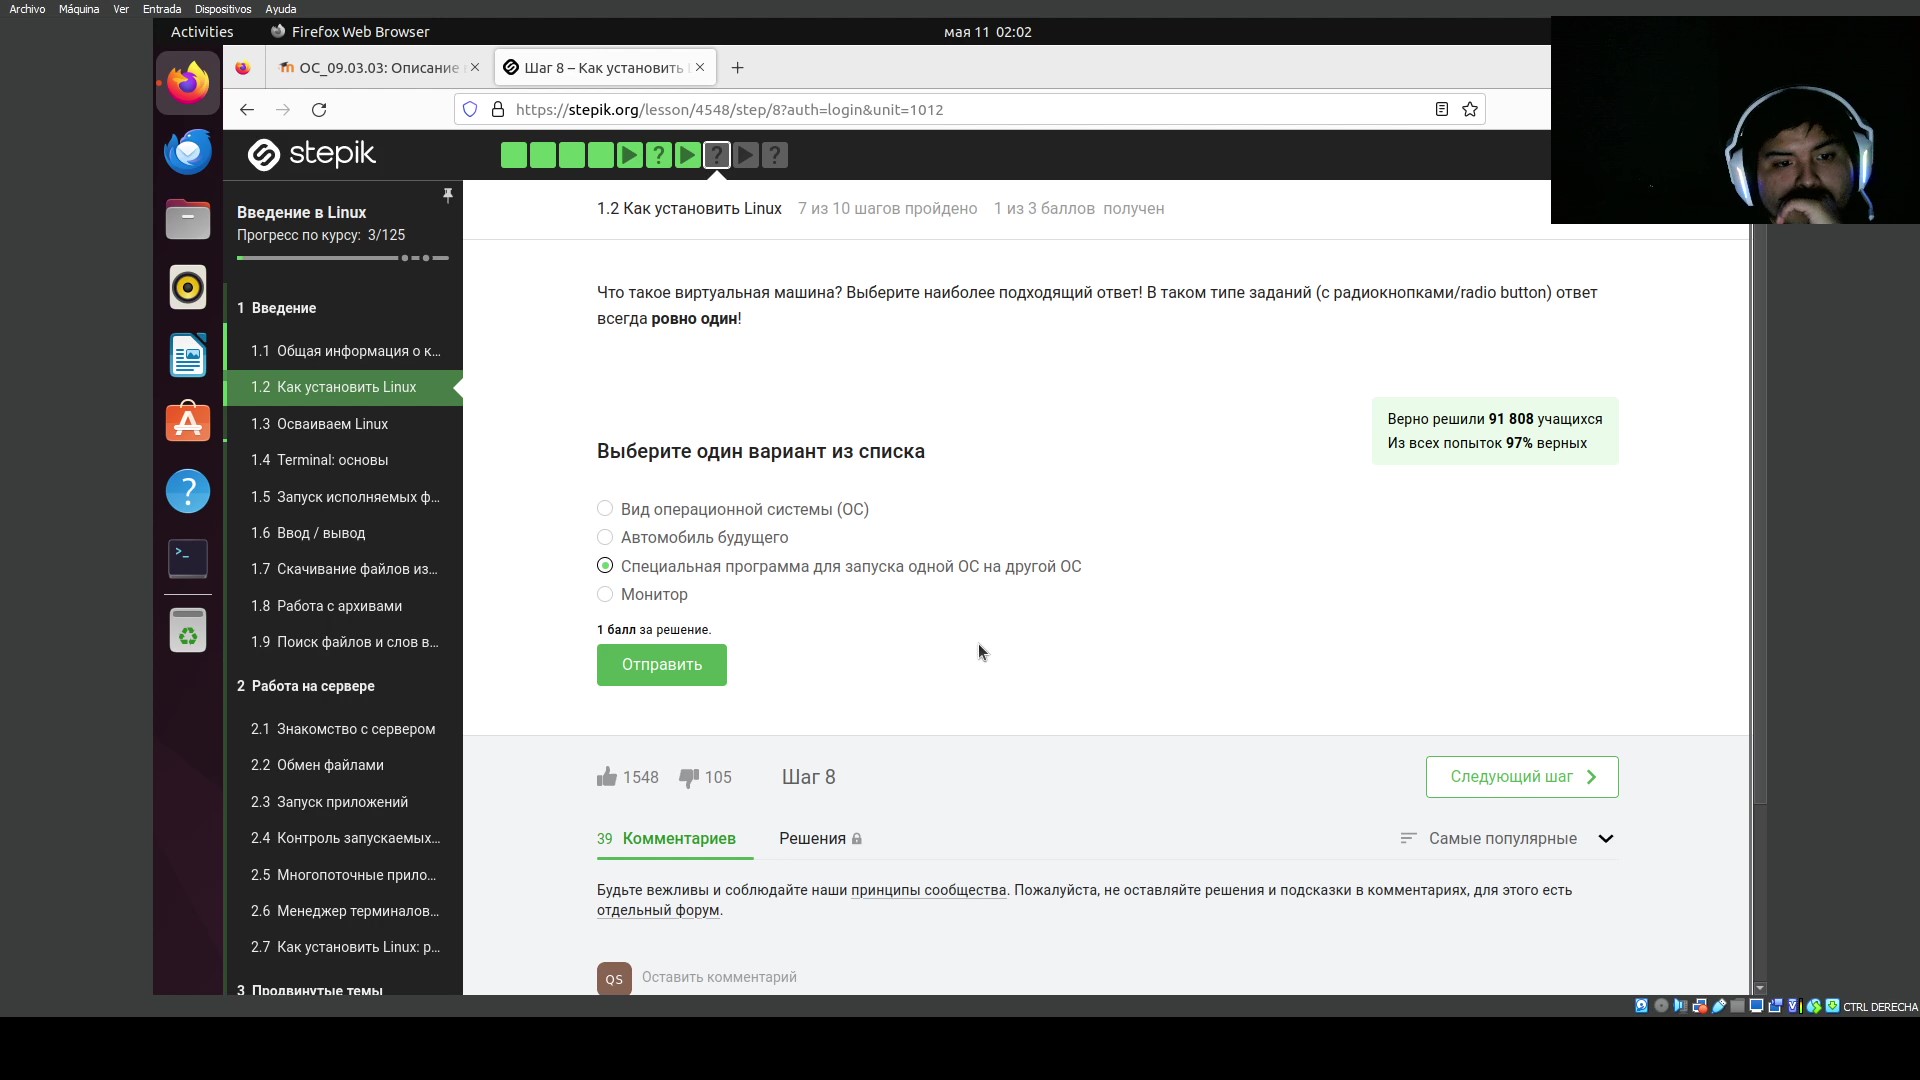 Archivo Máquina Ver Entrada Dispositivos Ayuda
Activities Firefox Web Browser мая 11 02:02
ОС_09.03.03: Описание
Шаг 8 – Как установить
https://stepik.org/lesson/4548/step/8?auth=login&unit=1012
stepik
Введение в Linux
Прогресс по курсу: 3/125
1 Введение
1.1 Общая информация о к...
1.2 Как установить Linux
1.3 Осваиваем Linux
1.4 Terminal: основы
1.5 Запуск исполняемых ф...
1.6 Ввод / вывод
1.7 Скачивание файлов из...
1.8 Работа с архивами
1.9 Поиск файлов и слов в...
2 Работа на сервере
2.1 Знакомство с сервером
2.2 Обмен файлами
2.3 Запуск приложений
2.4 Контроль запускаемых...
2.5 Многопоточные прило...
2.6 Менеджер терминалов...
2.7 Как установить Linux: р...
3 Продвинутые темы
1.2 Как установить Linux 7 из 10 шагов пройдено 1 из 3 баллов получен
Что такое виртуальная машина? Выберите наиболее подходящий ответ! В таком типе заданий (с радиокнопками/radio button) ответ
всегда ровно один!
Верно решили 91 808 учащихся
Из всех попыток 97% верных
Выберите один вариант из списка
Вид операционной системы (ОС)
Автомобиль будущего
Специальная программа для запуска одной ОС на другой ОС
Монитор
1 балл за решение.
Отправить
1548 105 Шаг 8 Следующий шаг
39 Комментариев Решения Самые популярные
Будьте вежливы и соблюдайте наши принципы сообщества. Пожалуйста, не оставляйте решения и подсказки в комментариях, для этого есть
отдельный форум.
QS Оставить комментарий
CTRL DERECHA